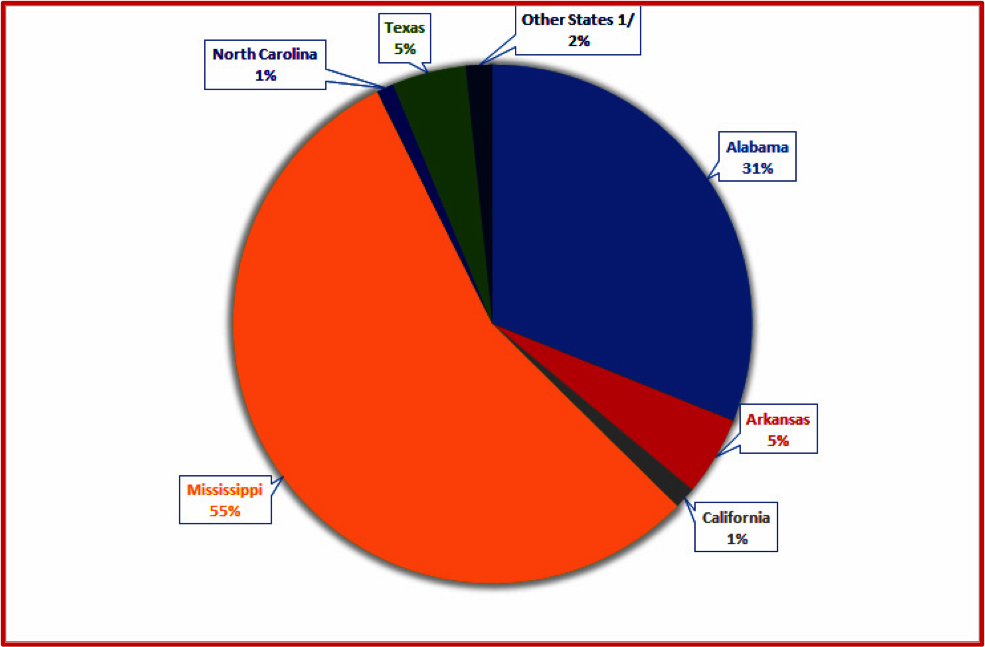 Other States 1/
2%
Texas
5%
North Carolina
1%
Alabama
31%
Arkansas
5%
Mississippi
55%
California
1%